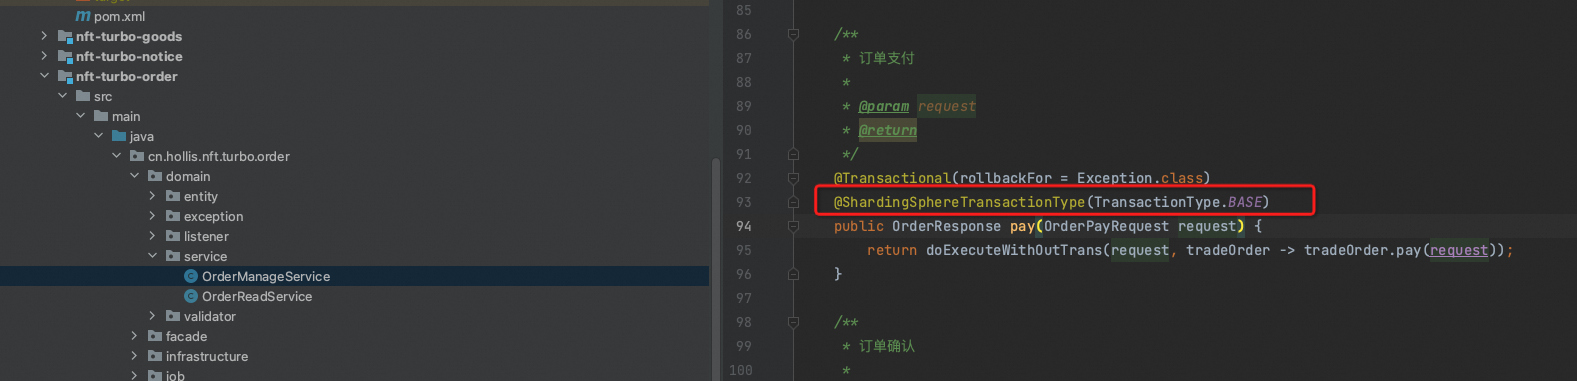 target
pom.xml
nft-turbo-goods
nft-turbo-notice
nft-turbo-order
src
main
java
cn.hollis.nft.turbo.order
domain
entity
exception
listener
service
OrderManageService
OrderReadService
validator
facade
infrastructure
job
85
86 /**
87 * 订单支付
88 *
89 * @param request
90 * @return
91 */
92 @Transactional(rollbackFor = Exception.class)
93 @ShardingSphereTransactionType(TransactionType.BASE)
94 public OrderResponse pay(OrderPayRequest request) {
95 return doExecuteWithOutTrans(request, tradeOrder -> tradeOrder.pay(request));
96 }
97
98 /**
99 * 订单确认
100 *